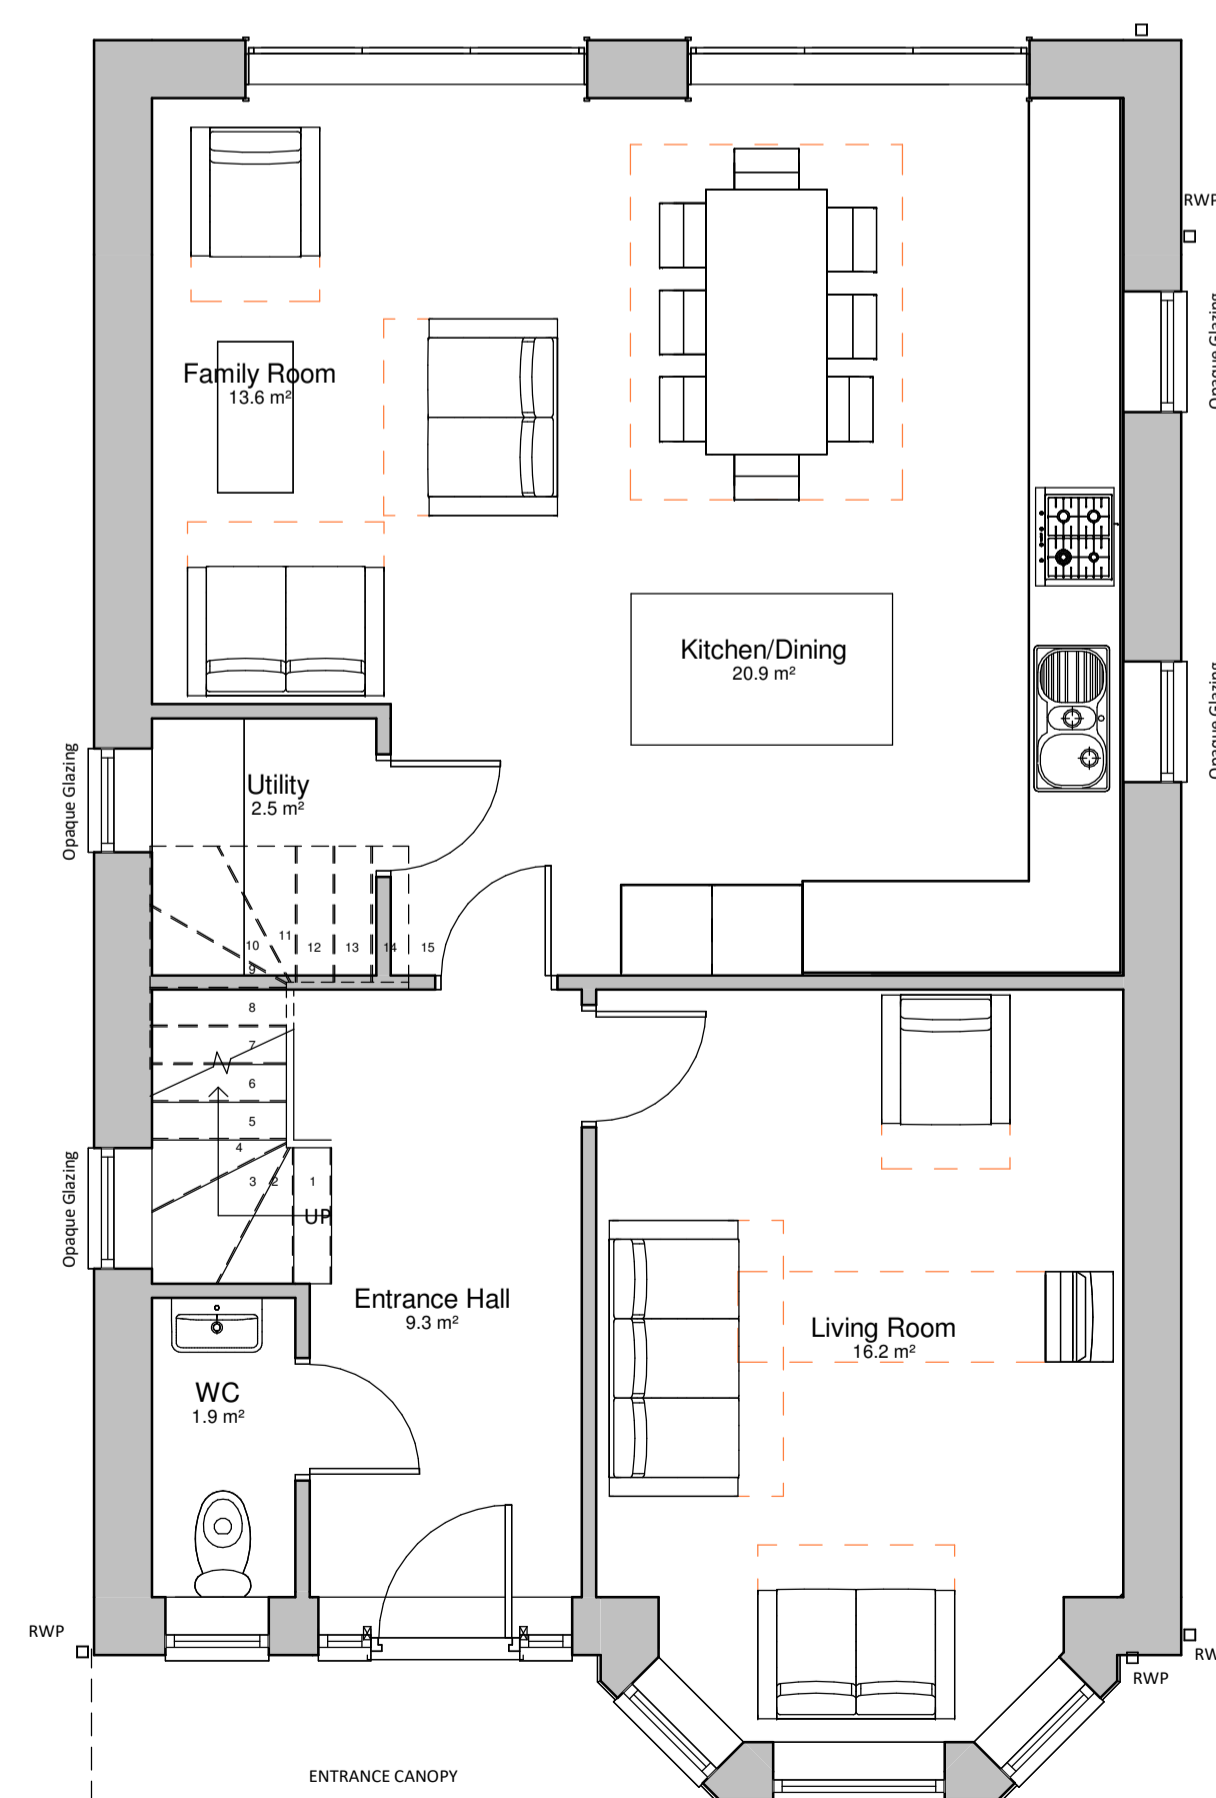 RWP
Opaque Glazing
Family Room
13.6 m²
Kitchen/Dining
20.9 m²
Opaque Glazing
Utility
2.5 m²
Opaque Glazing
11
10
12
13
14
15
9
8
7
6
5
4
3
2
1
UP
Opaque Glazing
Entrance Hall
9.3 m²
Living Room
16.2 m²
WC
1.9 m²
RWP
RW
RWP
ENTRANCE CANOPY